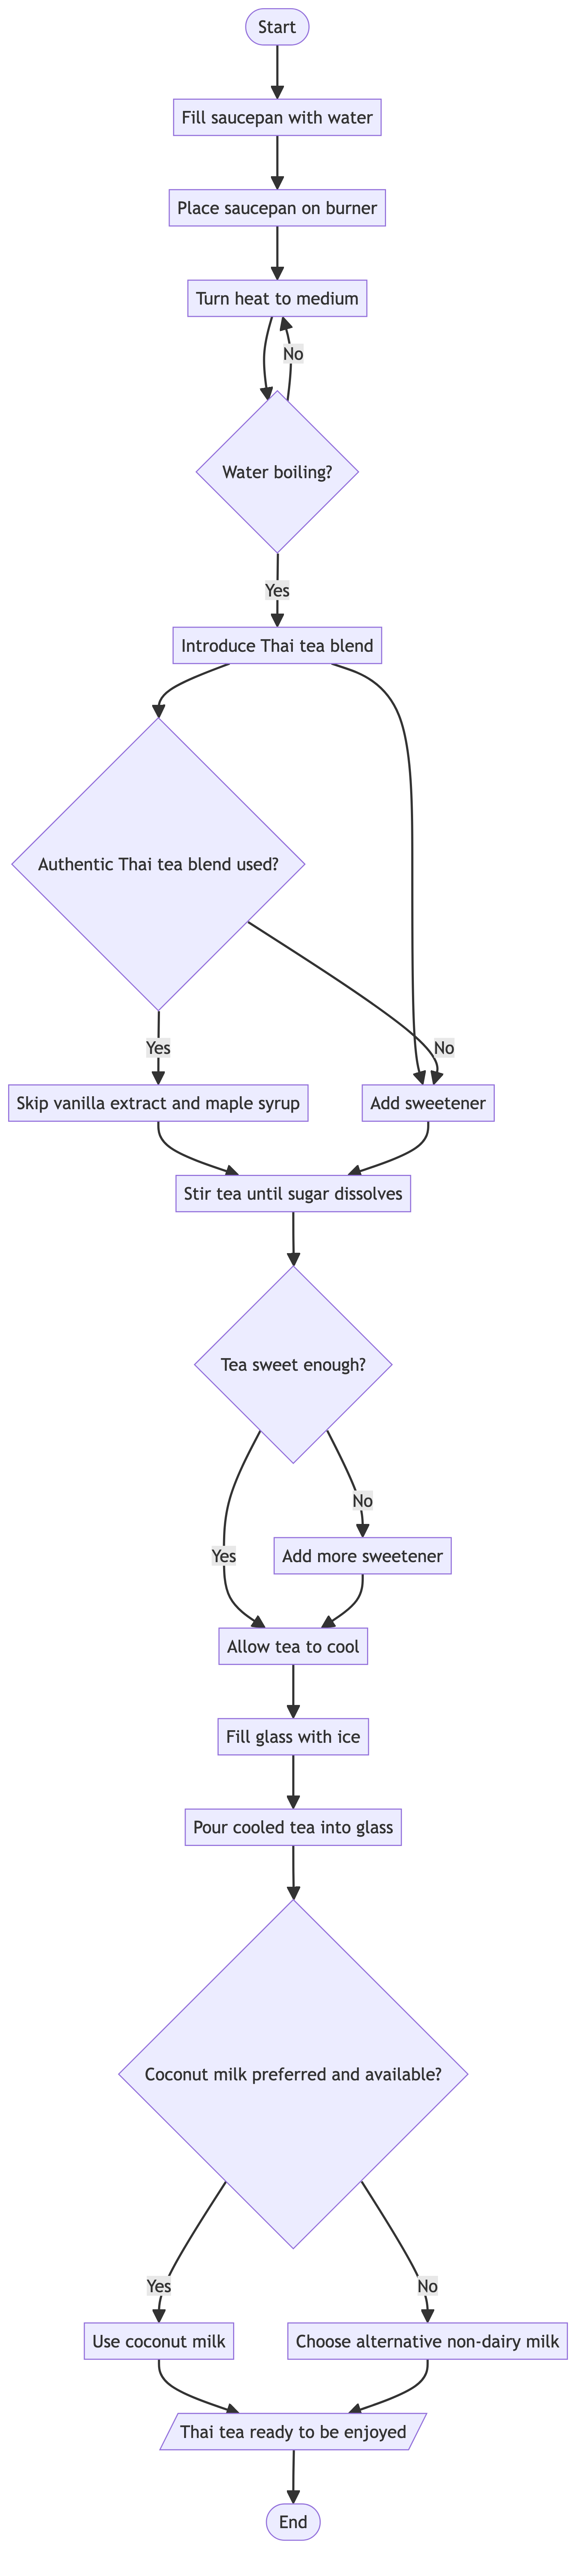 Start
Fill saucepan with water
Place saucepan on burner
Turn heat to medium
No
Water boiling?
Yes
Introduce Thai tea blend
Authentic Thai tea blend used?
Yes
No
Skip vanilla extract and maple syrup
Add sweetener
Stir tea until sugar dissolves
Tea sweet enough?
No
Yes
Add more sweetener
Allow tea to cool
Fill glass with ice
Pour cooled tea into glass
Coconut milk preferred and available?
Yes
No
Use coconut milk
Choose alternative non-dairy milk
Thai tea ready to be enjoyed
End